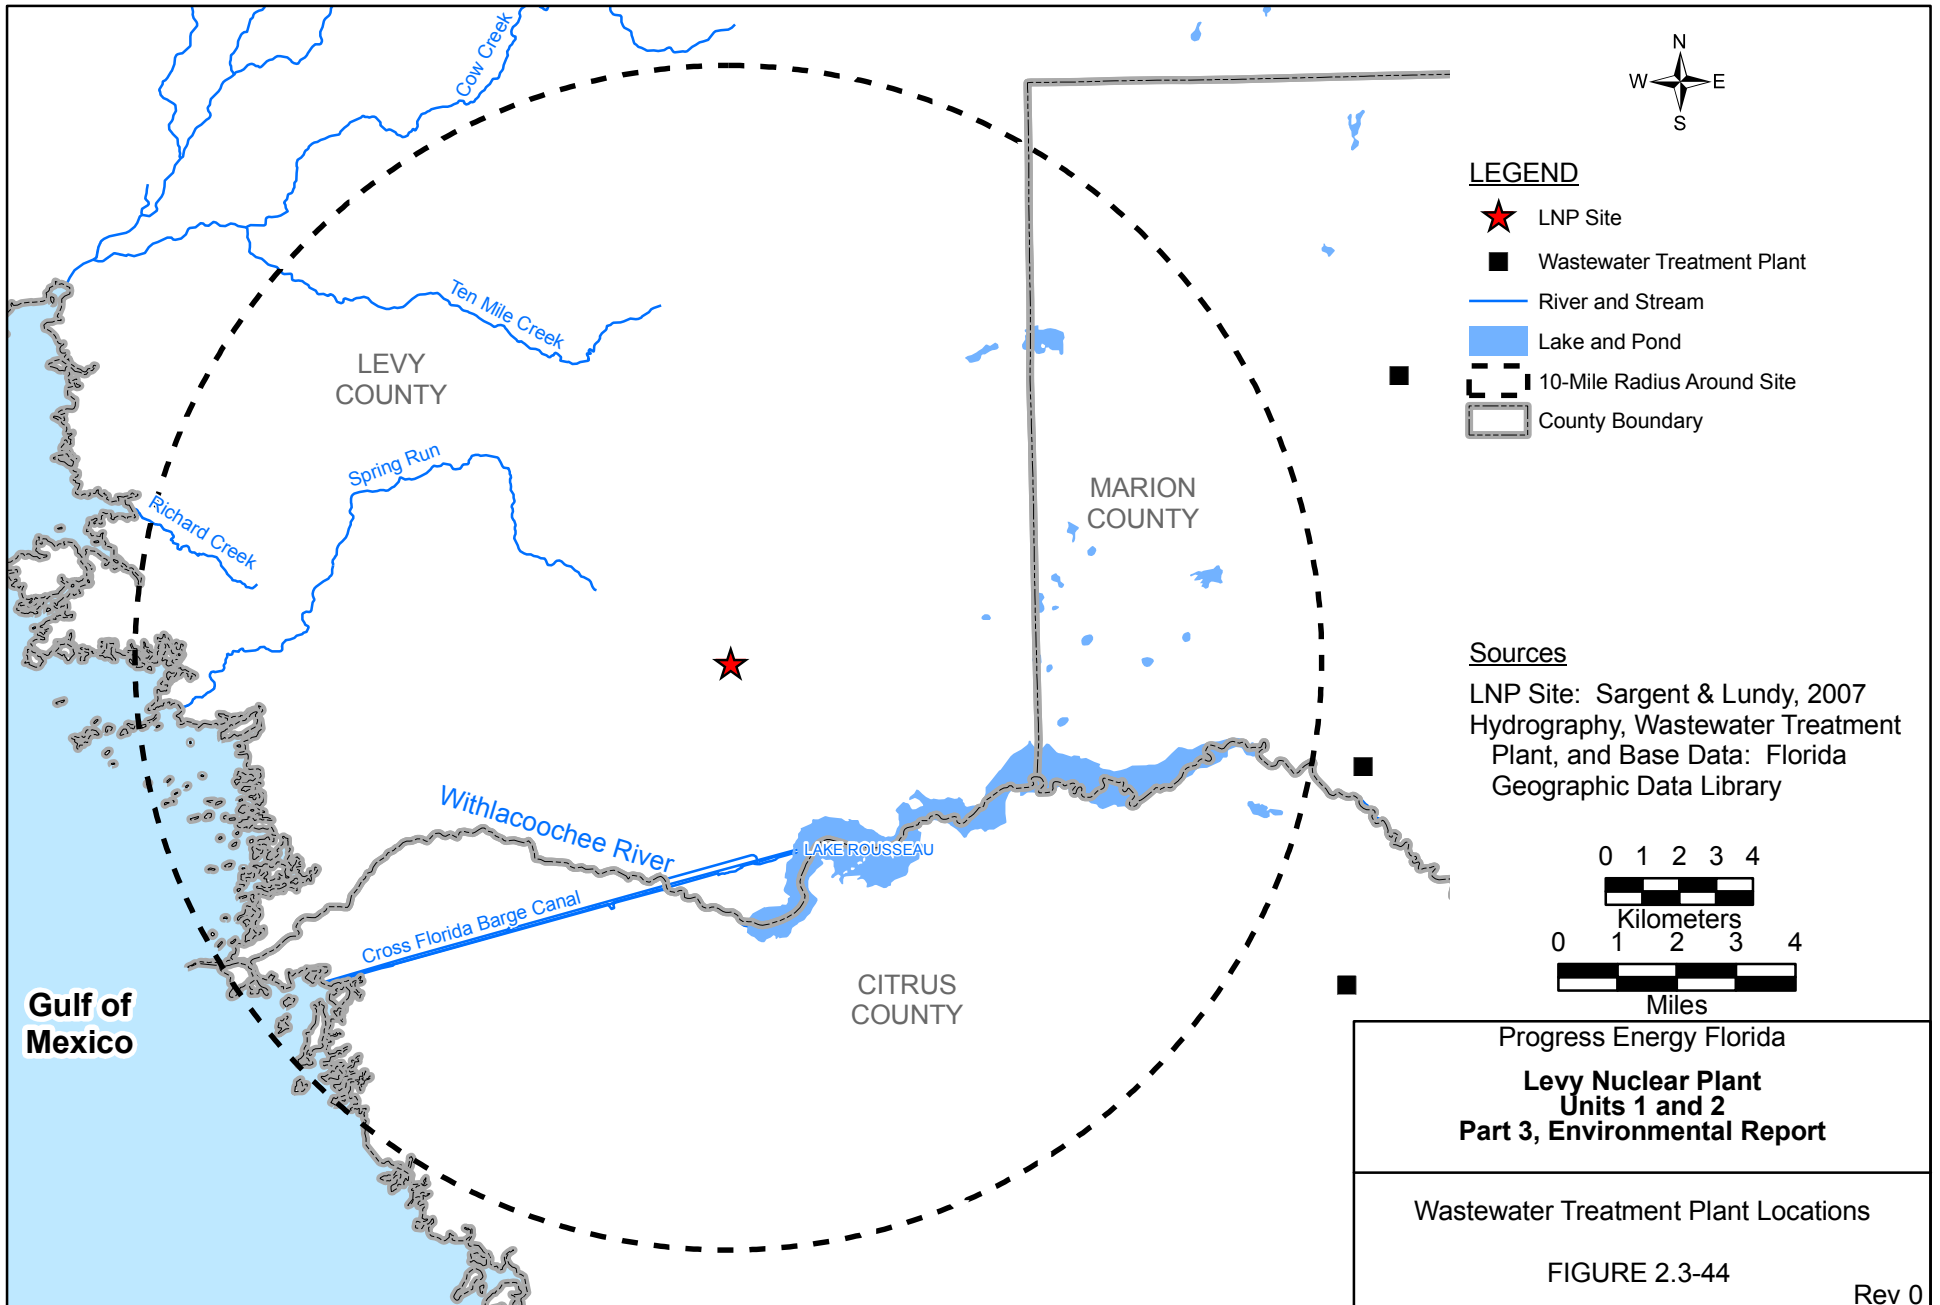 Cow Creek
N
W E
S
LEGEND
LNP Site
Wastewater Treatment Plant
River and Stream
Lake and Pond
10-Mile Radius Around Site
County Boundary
Ten Mile Creek
LEVY
COUNTY
Spring Run
Richard Creek
MARION
COUNTY
Sources
LNP Site: Sargent & Lundy, 2007
Hydrography, Wastewater Treatment
Plant, and Base Data: Florida
Geographic Data Library
Withlacoochee River
LAKE ROUSSEAU
Cross Florida Barge Canal
CITRUS
COUNTY
Gulf of
Mexico
0 1 2 3 4
Kilometers
0 1 2 3 4
Miles
Progress Energy Florida
Levy Nuclear Plant
Units 1 and 2
Part 3, Environmental Report
Wastewater Treatment Plant Locations
FIGURE 2.3-44
Rev 0